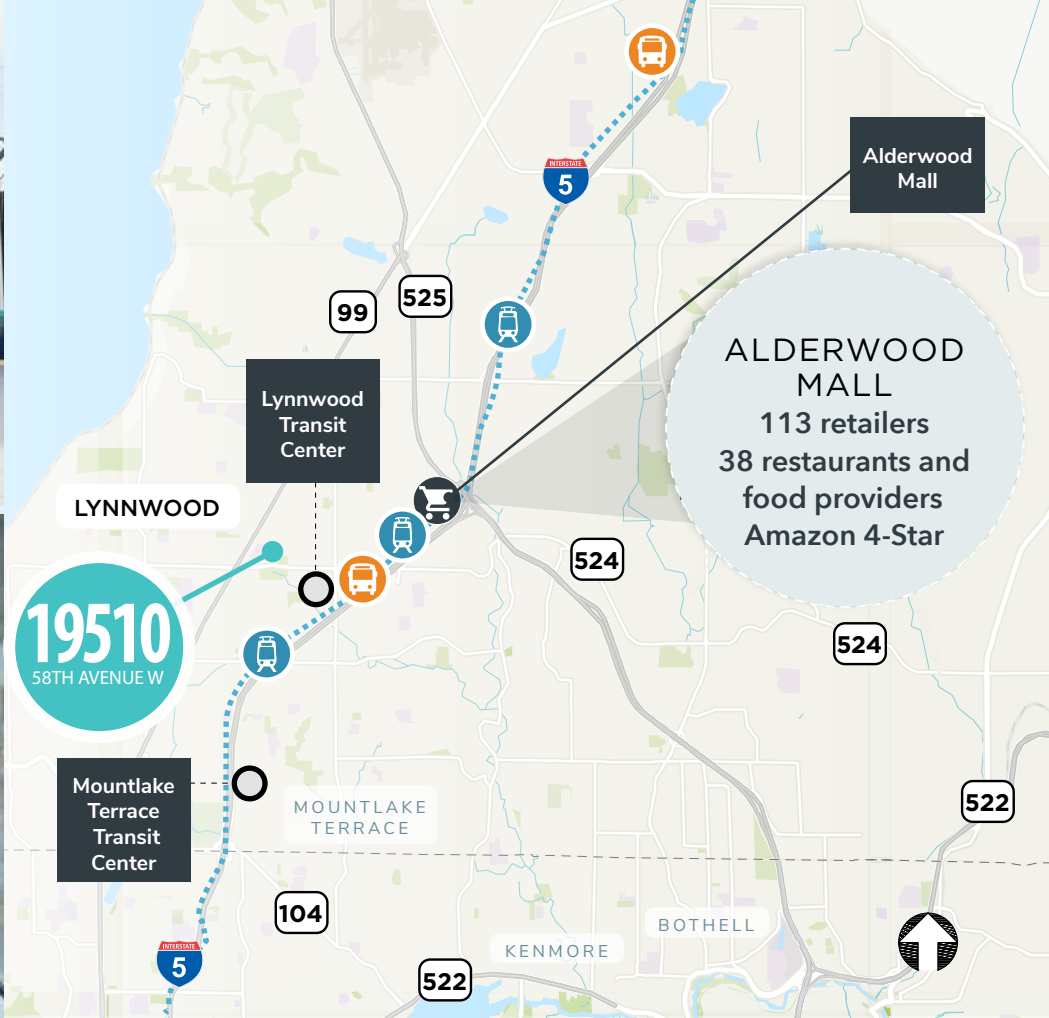 Alderwood
Mall
INTERSTATE
5
99
525
ALDERWOOD
MALL
113 retailers
38 restaurants and
food providers
Amazon 4-Star
Lynnwood
Transit
Center
LYNNWOOD
524
524
19510
58TH AVENUE W
Mountlake
Terrace
Transit
Center
MOUNTLAKE
TERRACE
522
104
BOTHELL
KENMORE
INTERSTATE
5
522